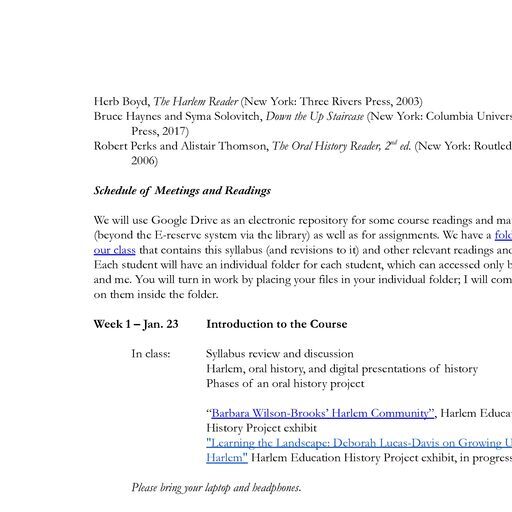 Herb Boyd, The Harlem Reader (New York: Three Rivers Press, 2003)
Bruce Haynes and Syma Solovitch, Down the Up Staircase (New York: Columbia
Press, 2017)
Robert Perks and Alistair Thomson, The Oral History Reader, 2nd ed. (New York:
2006)
Schedule of Meetings and Readings
We will use Google Drive as an electronic repository for some course readings and
(beyond the E-reserve system via the library) as well as for assignments. We have a
our class that contains this syllabus (and revisions to it) and other relevant readings
Each student will have an individual folder for each student, which can accessed only
and me. You will turn in work by placing your files in your individual folder; I will
on them inside the folder.
Week 1 – Jan. 23 Introduction to the Course
In class: Syllabus review and discussion
Harlem, oral history, and digital presentations of history
Phases of an oral history project
“Barbara Wilson-Brooks’ Harlem Community”, Harlem
History Project exhibit
"Learning the Landscape: Deborah Lucas-Davis on Growing
Harlem" Harlem Education History Project exhibit, in
Please bring your laptop and headphones.